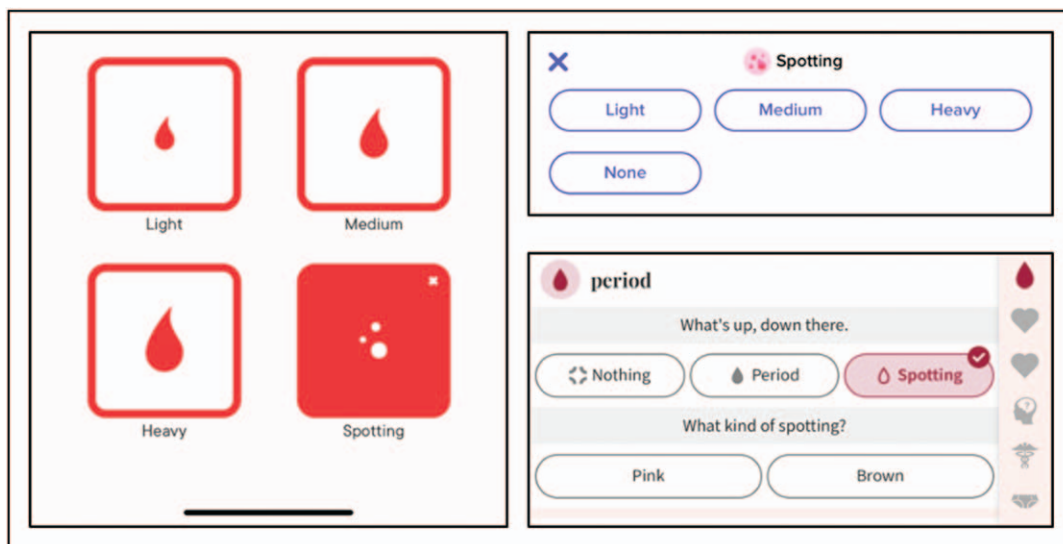 Light Medium
Heavy Spotting
Spotting
Light Medium Heavy
None
period
What's up, down there.
Nothing Period Spotting
What kind of spotting?
Pink Brown